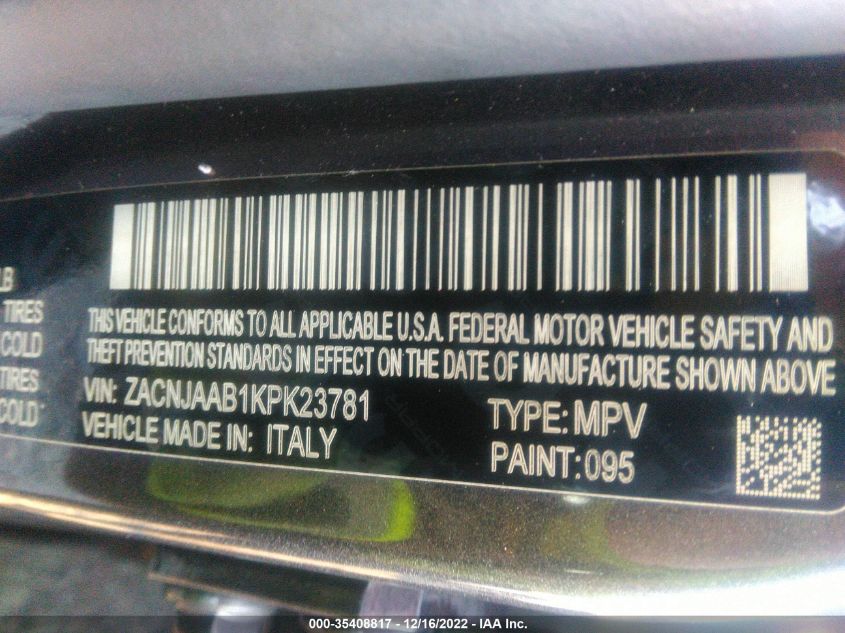 LB
TIRES
COLD
TIRES
COLD
THIS VEHICLE CONFORMS TO ALL APPLICABLE U.S.A. FEDERAL MOTOR VEHICLE SAFETY AND
THEFT PREVENTION STANDARDS IN EFFECT ON THE DATE OF MANUFACTURE SHOWN ABOVE
VIN: ZACNJAAB1KPK23781
TYPE: MPV
VEHICLE MADE IN: ITALY
PAINT: 095
000-35408817 - 12/16/2022 - IAA Inc.